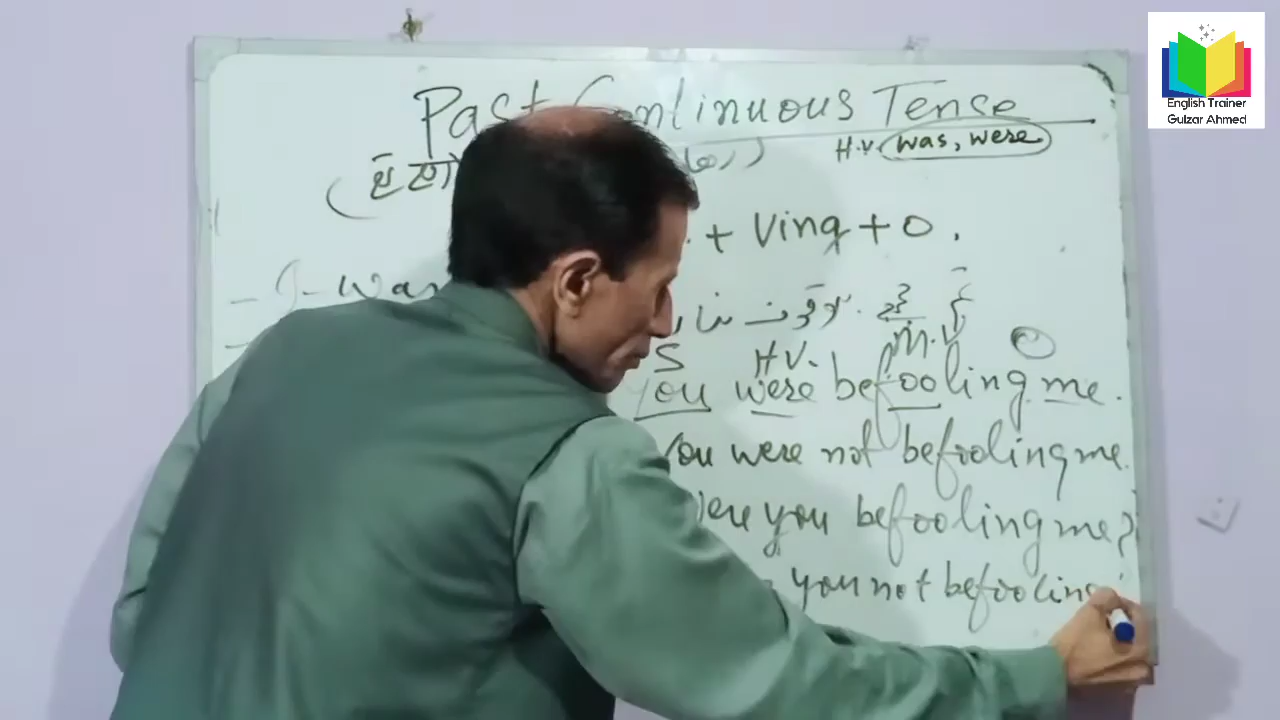 Past Continuous Tense
H.V. was, were
+ Ving + O.
- I was
S H.V. M.V O
You were befooling me.
You were not befooling me.
Were you befooling me?
you not befooling
English Trainer
Gulzar Ahmed